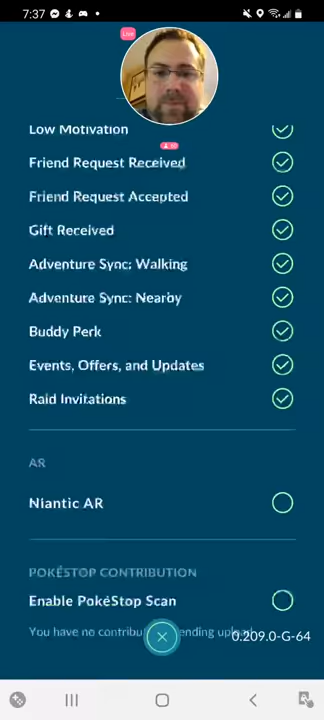 7:37
Live
Low Motivation
Friend Request Received
Friend Request Accepted
Gift Received
Adventure Sync: Walking
Adventure Sync: Nearby
Buddy Perk
Events, Offers, and Updates
Raid Invitations
AR
Niantic AR
POKÉSTOP CONTRIBUTION
Enable PokéStop Scan
You have no contribu ending upload
0.209.0-G-64